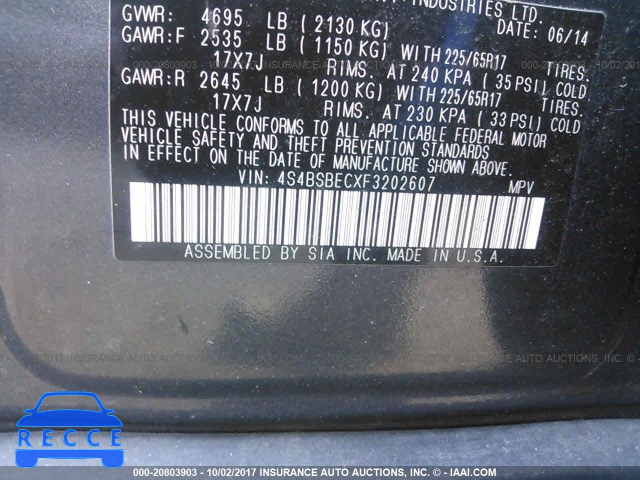 INDUSTRIES LTD.
GVWR: 4695 LB (2130 KG) DATE: 06/14
GAWR:F 2535 LB (1150 KG) WITH 225/65R17 TIRES.
17X7J RIMS. AT 240 KPA (35 PSI) COLD
GAWR:R 2645 LB (1200 KG) WITH 225/65R17 TIRES.
17X7J RIMS. AT 230 KPA (33 PSI) COLD
THIS VEHICLE CONFORMS TO ALL APPLICABLE FEDERAL MOTOR
VEHICLE SAFETY AND THEFT PREVENTION STANDARDS
IN EFFECT ON THE DATE OF MANUFACTURE SHOWN ABOVE.
VIN: 4S4BSBECXF3202607 MPV
ASSEMBLED BY SIA INC. MADE IN U.S.A.
RECCE
000-20803903 - 10/02/2017 INSURANCE AUTO AUCTIONS, INC. - IAAI.COM